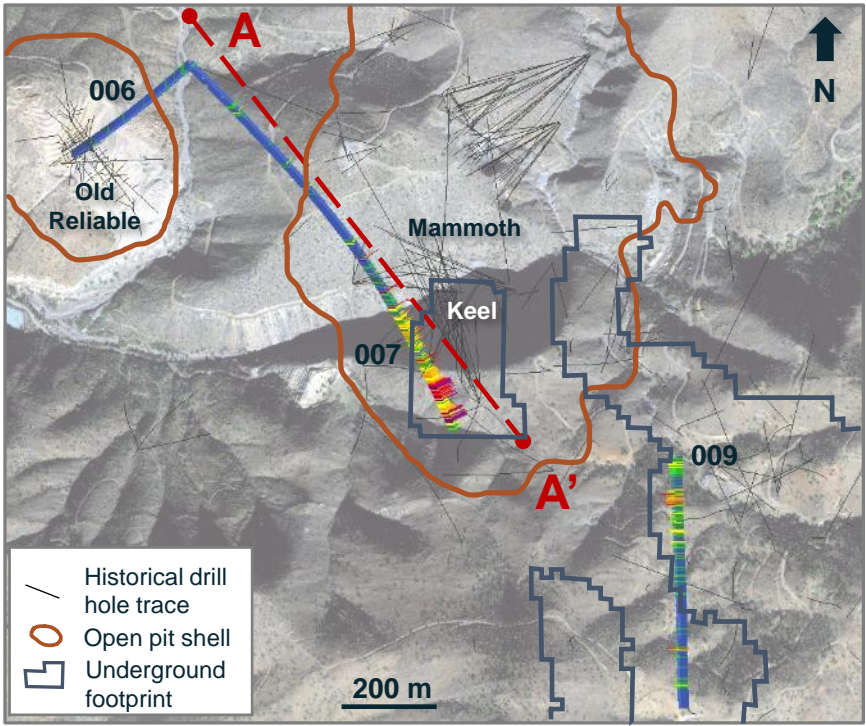 A
N
006
Old
Reliable
Mammoth
Keel
007
009
A’
Historical drill
hole trace
Open pit shell
Underground
footprint
200 m